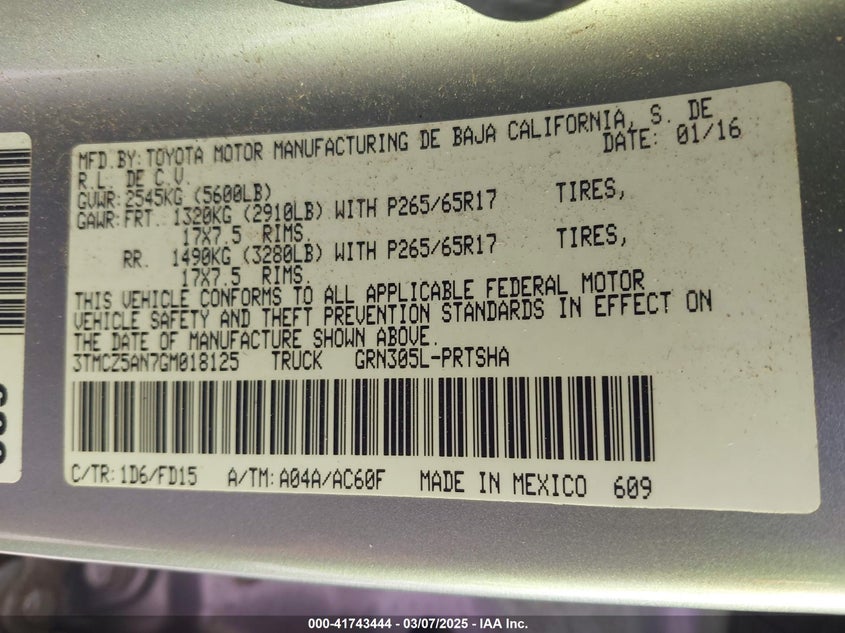 MFD.BY:TOYOTA MOTOR MANUFACTURING DE BAJA CALIFORNIA, S. DE
R.L. DE C.V. DATE: 01/16
GVWR:2545KG (5600LB)
GAWR:FRT. 1320KG (2910LB) WITH P265/65R17 TIRES,
17X7.5 RIMS.
RR. 1490KG (3280LB) WITH P265/65R17 TIRES,
17X7.5 RIMS.
THIS VEHICLE CONFORMS TO ALL APPLICABLE FEDERAL MOTOR
VEHICLE SAFETY AND THEFT PREVENTION STANDARDS IN EFFECT ON
THE DATE OF MANUFACTURE SHOWN ABOVE.
3TMCZ5AN7GM018125 TRUCK GRN305L-PRTSHA
C/TR:1D6/FD15 A/TM:A04A/AC60F MADE IN MEXICO 609
000-41743444 - 03/07/2025 - IAA Inc.